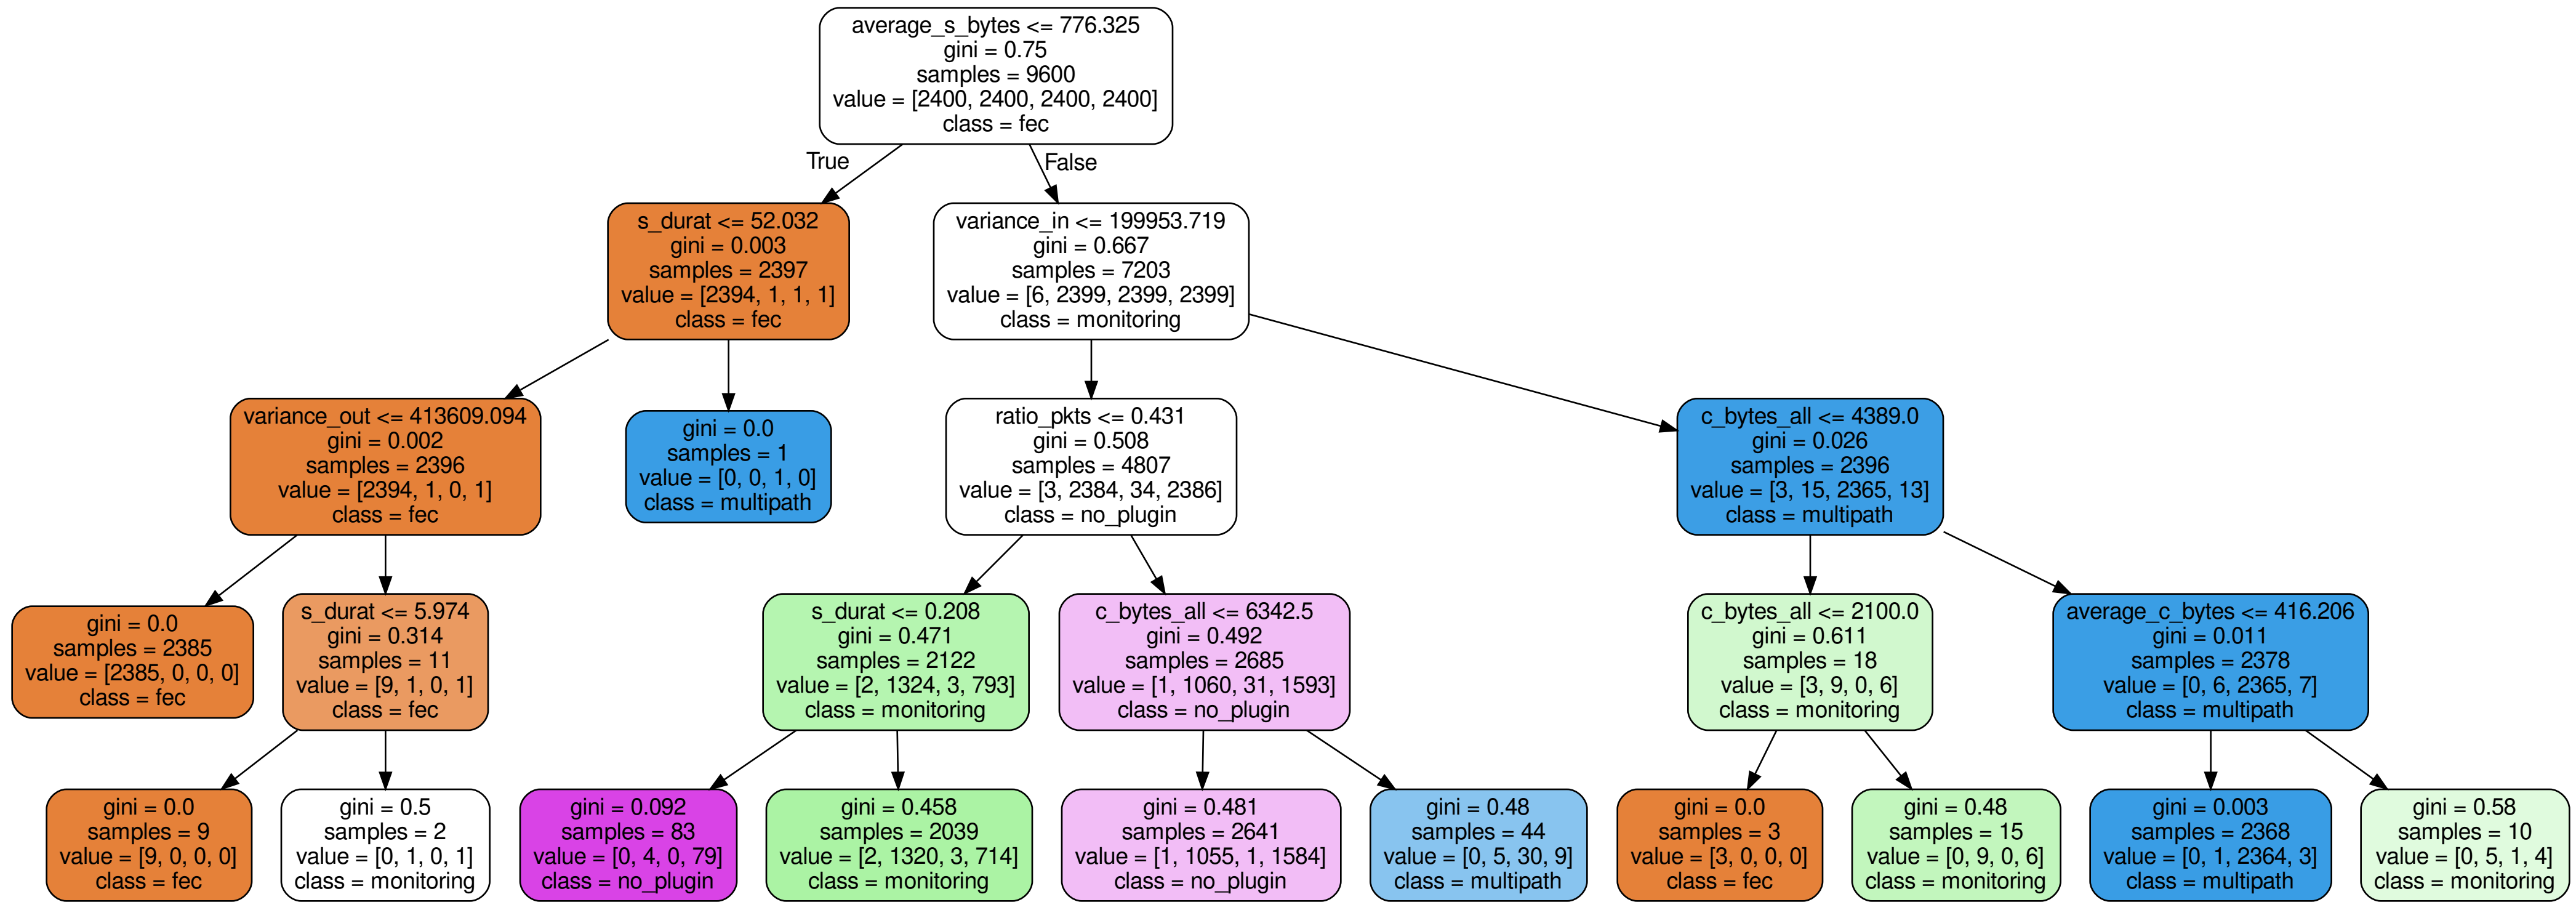 average_s_bytes <= 776.325
gini = 0.75
samples = 9600
value = [2400, 2400, 2400, 2400]
class = fec
True
False
s_durat <= 52.032
gini = 0.003
samples = 2397
value = [2394, 1, 1, 1]
class = fec
variance_in <= 199953.719
gini = 0.667
samples = 7203
value = [6, 2399, 2399, 2399]
class = monitoring
variance_out <= 413609.094
gini = 0.002
samples = 2396
value = [2394, 1, 0, 1]
class = fec
gini = 0.0
samples = 1
value = [0, 0, 1, 0]
class = multipath
ratio_pkts <= 0.431
gini = 0.508
samples = 4807
value = [3, 2384, 34, 2386]
class = no_plugin
c_bytes_all <= 4389.0
gini = 0.026
samples = 2396
value = [3, 15, 2365, 13]
class = multipath
gini = 0.0
samples = 2385
value = [2385, 0, 0, 0]
class = fec
s_durat <= 5.974
gini = 0.314
samples = 11
value = [9, 1, 0, 1]
class = fec
s_durat <= 0.208
gini = 0.471
samples = 2122
value = [2, 1324, 3, 793]
class = monitoring
c_bytes_all <= 6342.5
gini = 0.492
samples = 2685
value = [1, 1060, 31, 1593]
class = no_plugin
c_bytes_all <= 2100.0
gini = 0.611
samples = 18
value = [3, 9, 0, 6]
class = monitoring
average_c_bytes <= 416.206
gini = 0.011
samples = 2378
value = [0, 6, 2365, 7]
class = multipath
gini = 0.0
samples = 9
value = [9, 0, 0, 0]
class = fec
gini = 0.5
samples = 2
value = [0, 1, 0, 1]
class = monitoring
gini = 0.092
samples = 83
value = [0, 4, 0, 79]
class = no_plugin
gini = 0.458
samples = 2039
value = [2, 1320, 3, 714]
class = monitoring
gini = 0.481
samples = 2641
value = [1, 1055, 1, 1584]
class = no_plugin
gini = 0.48
samples = 44
value = [0, 5, 30, 9]
class = multipath
gini = 0.0
samples = 3
value = [3, 0, 0, 0]
class = fec
gini = 0.48
samples = 15
value = [0, 9, 0, 6]
class = monitoring
gini = 0.003
samples = 2368
value = [0, 1, 2364, 3]
class = multipath
gini = 0.58
samples = 10
value = [0, 5, 1, 4]
class = monitoring